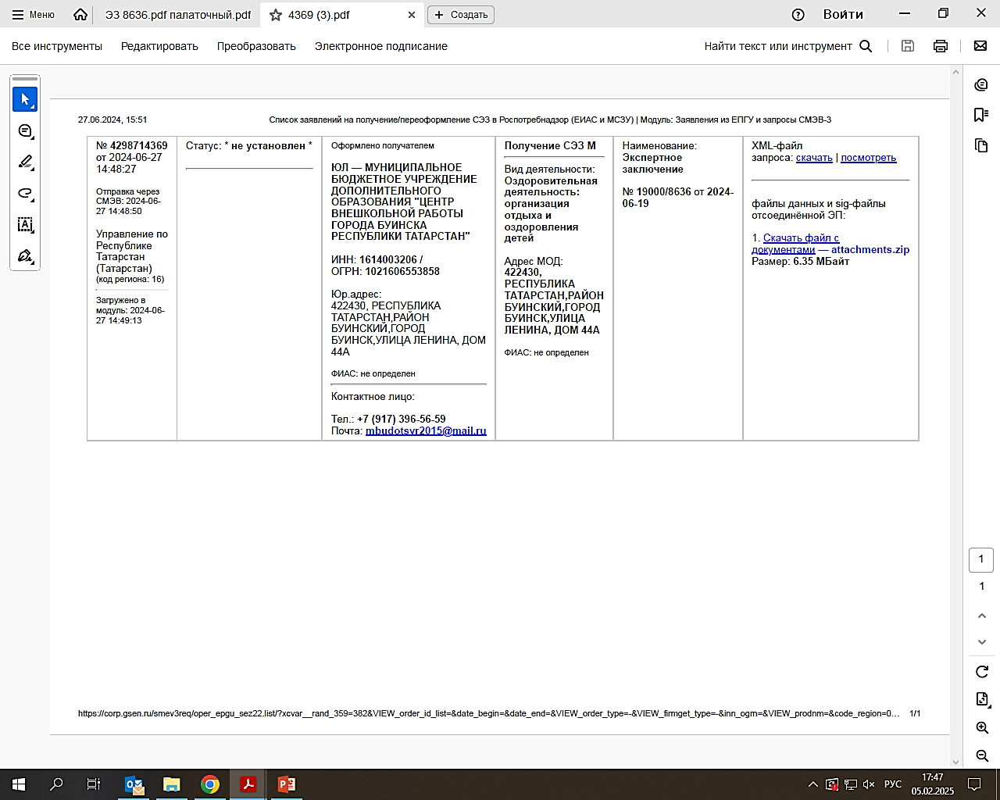 Меню
ЭЗ 8636.pdf палаточный.pdf
4369 (3).pdf
Создать
Войти
Все инструменты
Редактировать
Преобразовать
Электронное подписание
Найти текст или инструмент
27.06.2024, 15:51
Список заявлений на получение/переоформление СЭЗ в Роспотребнадзор (ЕИАС и МСЗУ) | Модуль: Заявления из ЕПГУ и запросы СМЭВ-3
№ 4298714369
от 2024-06-27
14:48:27
Отправка через
СМЭВ: 2024-06-
27 14:48:50
Управление по
Республике
Татарстан
(Татарстан)
(код региона: 16)
Загружено в
модуль: 2024-06-
27 14:49:13
Статус: * не установлен *
Оформлено получателем
ЮЛ — МУНИЦИПАЛЬНОЕ
БЮДЖЕТНОЕ УЧРЕЖДЕНИЕ
ДОПОЛНИТЕЛЬНОГО
ОБРАЗОВАНИЯ "ЦЕНТР
ВНЕШКОЛЬНОЙ РАБОТЫ
ГОРОДА БУИНСКА
РЕСПУБЛИКИ ТАТАРСТАН"
ИНН: 1614003206 /
ОГРН: 1021606553858
Юр.адрес:
422430, РЕСПУБЛИКА
ТАТАРСТАН,РАЙОН
БУИНСКИЙ,ГОРОД
БУИНСК,УЛИЦА ЛЕНИНА, ДОМ
44А
ФИАС: не определен
Контактное лицо:
Тел.: +7 (917) 396-56-59
Почта: mbudotsvr2015@mail.ru
Получение СЭЗ М
Вид деятельности:
Оздоровительная
деятельность:
организация
отдыха и
оздоровления
детей
Адрес МОД:
422430,
РЕСПУБЛИКА
ТАТАРСТАН,РАЙОН
БУИНСКИЙ,ГОРОД
БУИНСК,УЛИЦА
ЛЕНИНА, ДОМ 44А
ФИАС: не определен
Наименование:
Экспертное
заключение
№ 19000/8636 от 2024-
06-19
XML-файл
запроса: скачать | посмотреть
файлы данных и sig-файлы
отсоединённой ЭП:
1. Скачать файл с
документами — attachments.zip
Размер: 6.35 МБайт
https://corp.gsen.ru/smev3req/oper_epgu_sez22.list/?xcvar__rand_359=382&VIEW_order_id_list=&date_begin=&date_end=&VIEW_order_type=-&VIEW_firmget_type=-&inn_ogrn=&VIEW_prodnm=&code_region=0...
1/1
1
1
РУС
17:47
05.02.2025